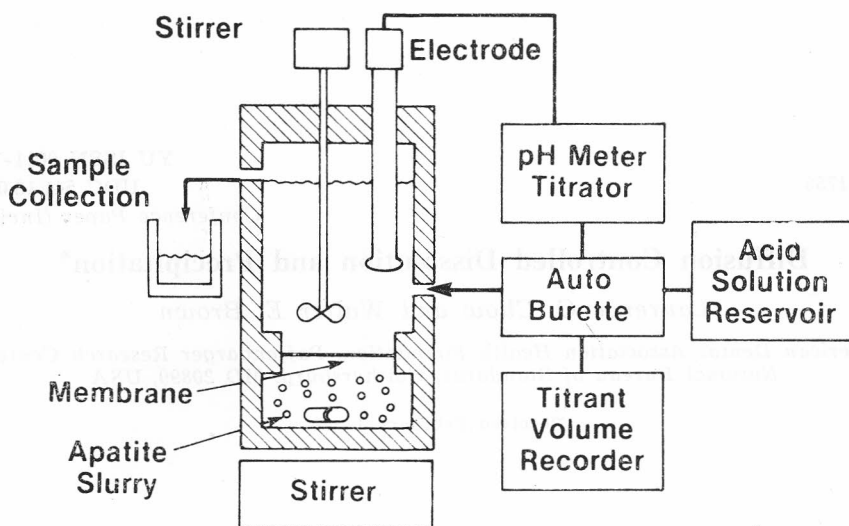 Stirrer
Electrode
Sample
Collection
pH Meter
Titrator
Auto
Burette
Acid
Solution
Reservoir
Membrane
Apatite
Slurry
Titrant
Volume
Recorder
Stirrer